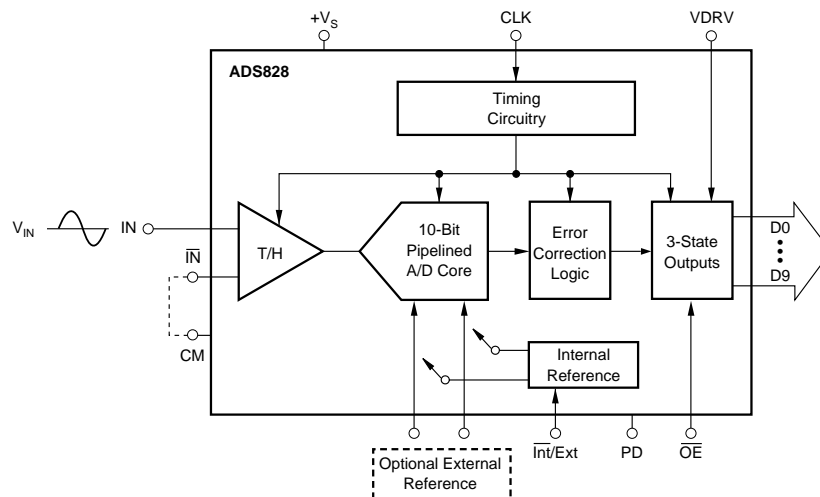 +VS
CLK
VDRV
ADS828
Timing
Circuitry
VIN
IN
IN
CM
T/H
10-Bit
Pipelined
A/D Core
Error
Correction
Logic
3-State
Outputs
D0
D9
Internal
Reference
Optional External
Reference
Int/Ext
PD
OE